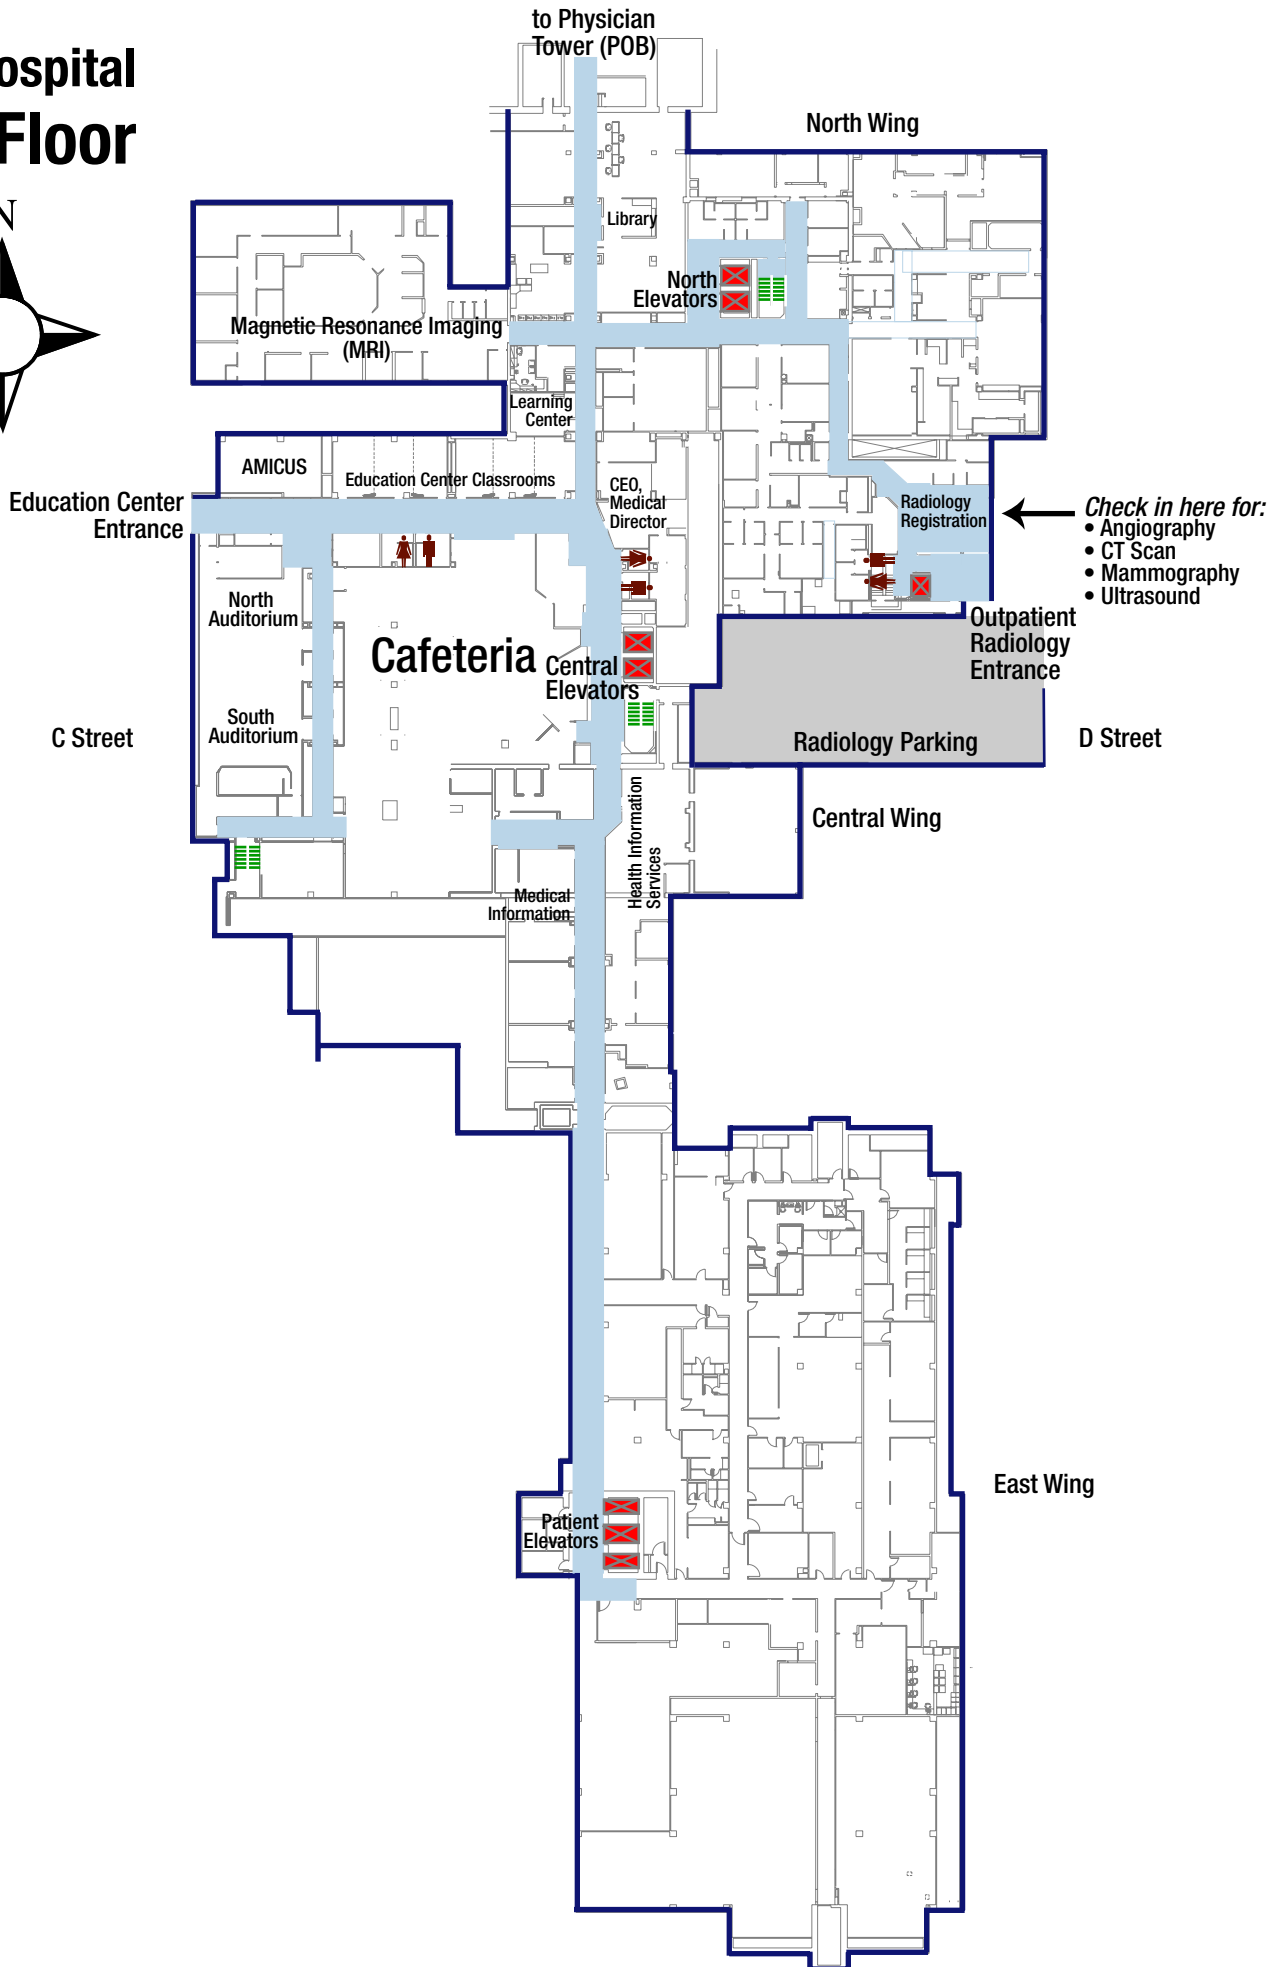 to Physician
Tower (POB)
ospital
Floor
N
North Wing
Library
North
Elevators
Magnetic Resonance Imaging
(MRI)
Learning
Center
AMICUS
Education Center Classrooms
CEO,
Medical
Director
Education Center
Entrance
Radiology
Registration
Check in here for:
• Angiography
• CT Scan
• Mammography
• Ultrasound
North
Auditorium
Outpatient
Radiology
Entrance
Cafeteria
Central
Elevators
South
Auditorium
C Street
Radiology Parking
D Street
Central Wing
Health Information
Services
Medical
Information
East Wing
Patient
Elevators